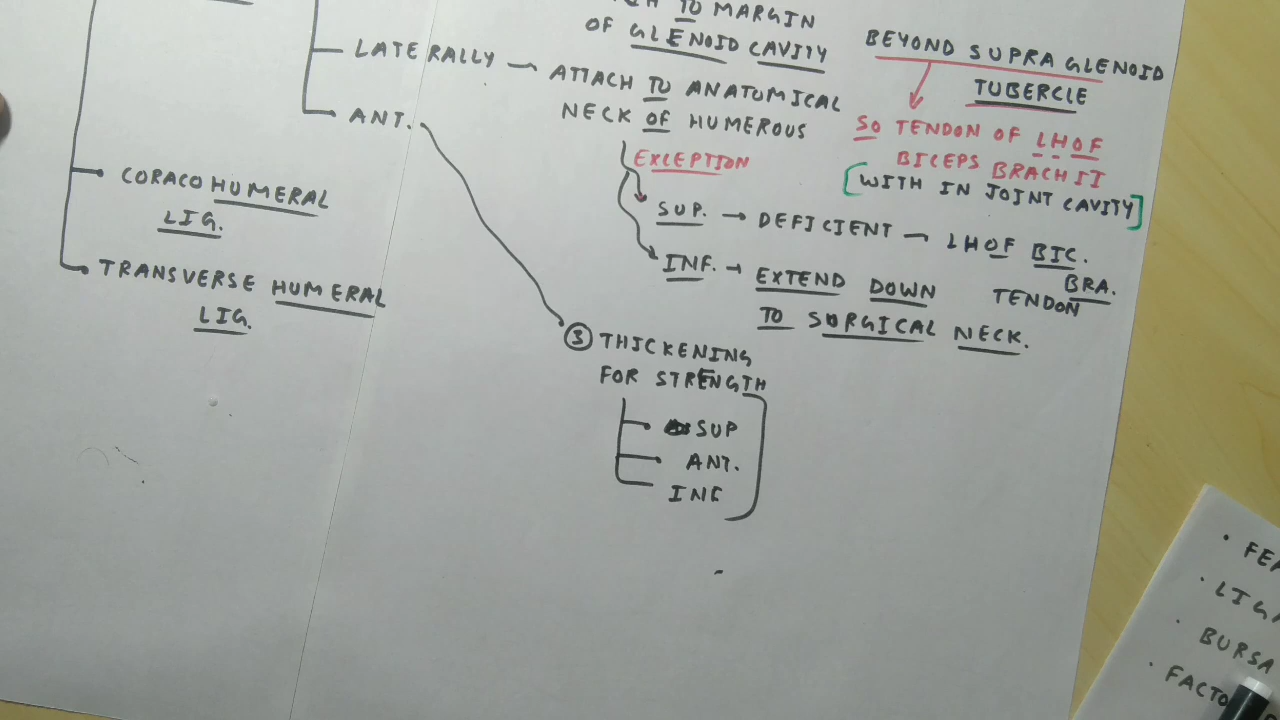 TO MARGIN
OF GLENOID CAVITY
BEYOND SUPRA GLENOID
TUBERCLE
LATERALLY
ATTACH TO ANATOMICAL
NECK OF HUMEROUS
SO TENDON OF LHOF
BICEPS BRACHII
[WITH IN JOINT CAVITY]
ANT.
EXCEPTION
SUP. → DEFICIENT — LHOF BIC.
BRA.
TENDON
INF. → EXTEND DOWN
TO SURGICAL NECK.
CORACO HUMERAL
LIG.
TRANSVERSE HUMERAL
LIG.
③ THICKENING
FOR STRENGTH
SUP
ANT.
INF
• LIG
• BURSA